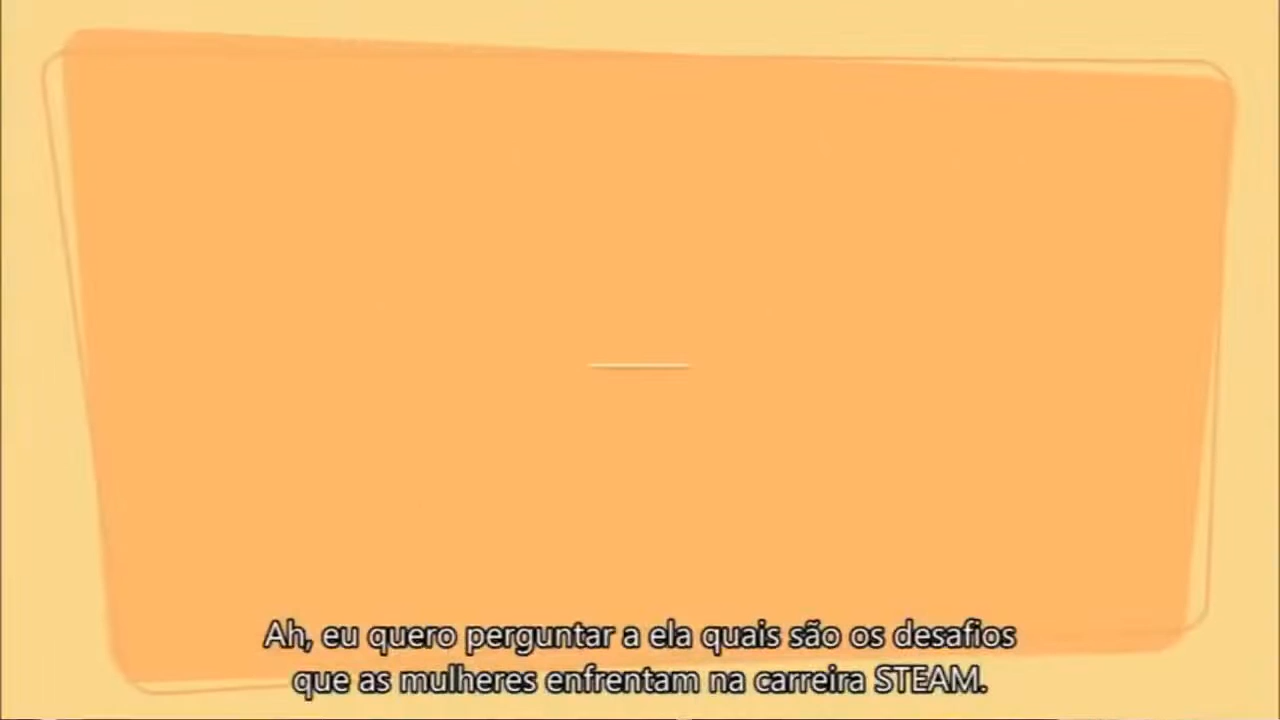 Ah, eu quero perguntar a ela quais são os desafios
que as mulheres enfrentam na carreira STEAM.